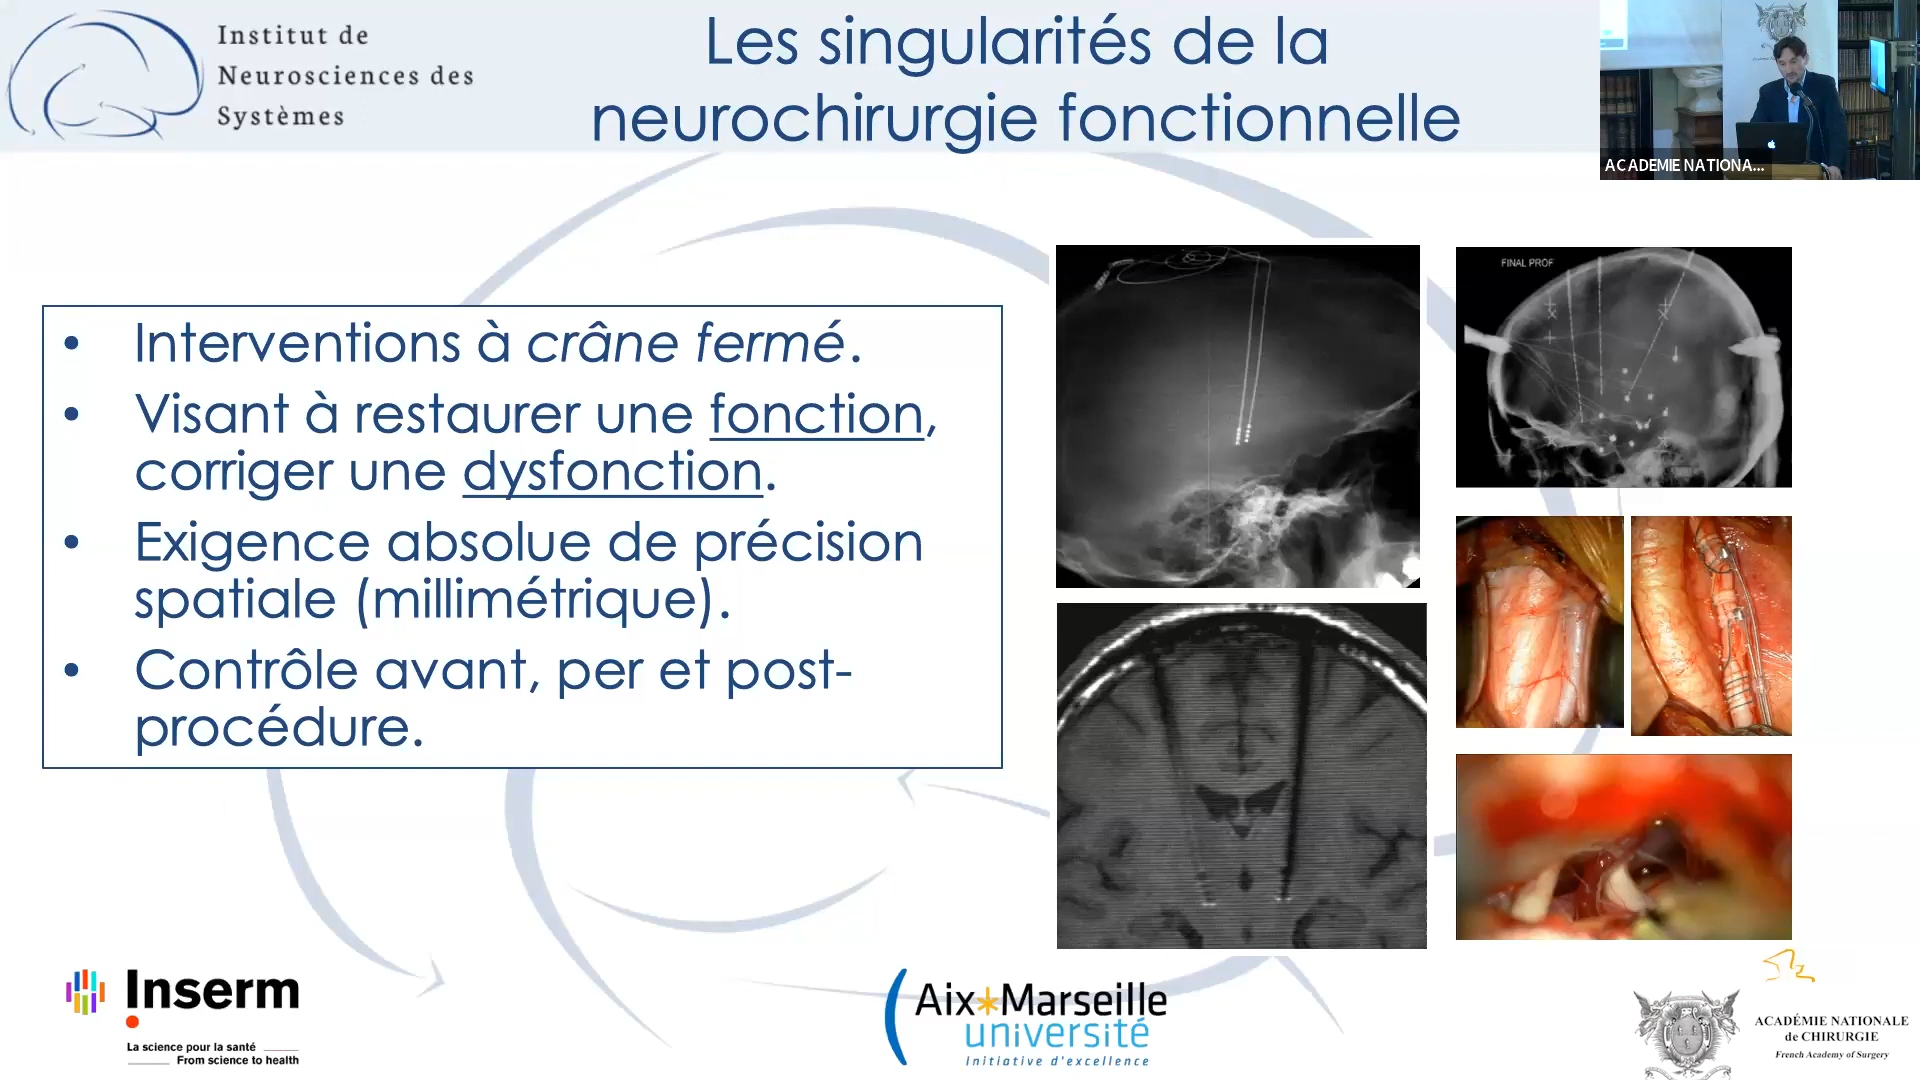 Institut de
Neurosciences des
Systèmes
Les singularités de la
neurochirurgie fonctionnelle
ACADEMIE NATIONA...
• Interventions à crâne fermé.
• Visant à restaurer une fonction,
corriger une dysfonction.
• Exigence absolue de précision
spatiale (millimétrique).
• Contrôle avant, per et post-
procédure.
FINAL PROF
Inserm
La science pour la santé
From science to health
Aix*Marseille
université
Initiative d'excellence
ACADÉMIE NATIONALE
de CHIRURGIE
French Academy of Surgery